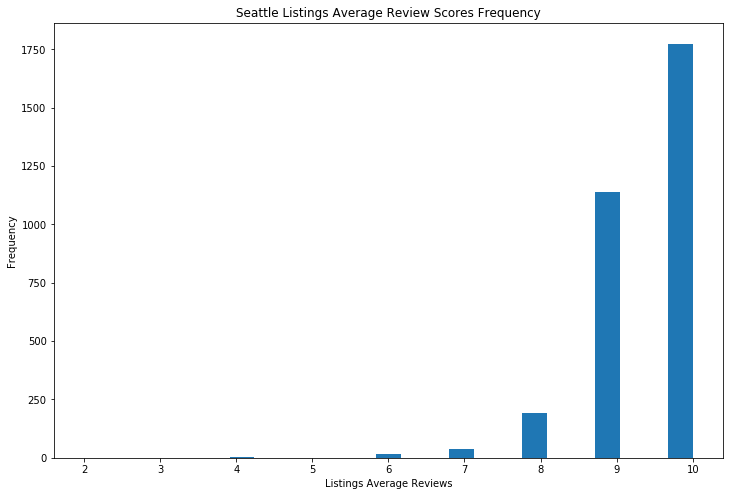 Seattle Listings Average Review Scores Frequency
1750
1500
1250
1000
750
500
250
0
Frequency
2 3 4 5 6 7 8 9 10
Listings Average Reviews